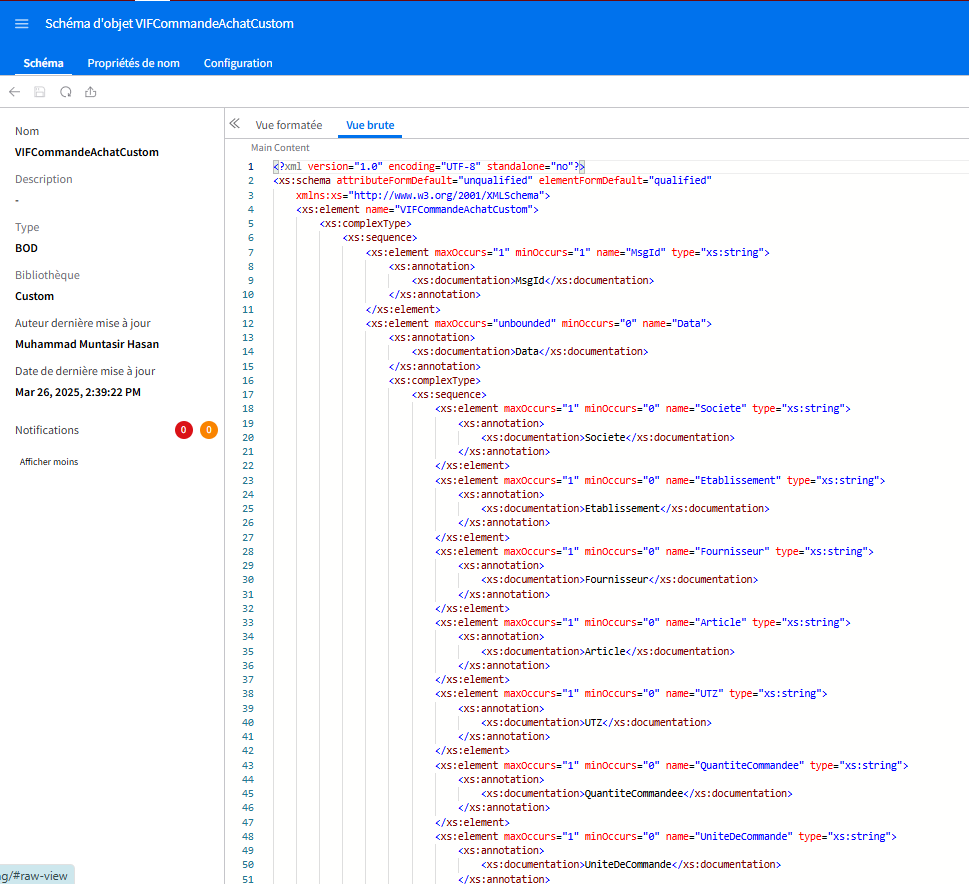 Schéma d'objet VIFCommandeAchatCustom
Schéma
Propriétés de nom
Configuration
Nom
VIFCommandeAchatCustom
Description
-
Type
BOD
Bibliothèque
Custom
Auteur dernière mise à jour
Muhammad Muntasir Hasan
Date de dernière mise à jour
Mar 26, 2025, 2:39:22 PM
Notifications 0 0
Afficher moins
g/#raw-view
Vue formatée
Vue brute
Main Content
1 <?xml version="1.0" encoding="UTF-8" standalone="no"?>
2 <xs:schema attributeFormDefault="unqualified" elementFormDefault="qualified"
3 xmlns:xs="http://www.w3.org/2001/XMLSchema">
4 <xs:element name="VIFCommandeAchatCustom">
5 <xs:complexType>
6 <xs:sequence>
7 <xs:element maxOccurs="1" minOccurs="1" name="MsgId" type="xs:string">
8 <xs:annotation>
9 <xs:documentation>MsgId</xs:documentation>
10 </xs:annotation>
11 </xs:element>
12 <xs:element maxOccurs="unbounded" minOccurs="0" name="Data">
13 <xs:annotation>
14 <xs:documentation>Data</xs:documentation>
15 </xs:annotation>
16 <xs:complexType>
17 <xs:sequence>
18 <xs:element maxOccurs="1" minOccurs="0" name="Societe" type="xs:string">
19 <xs:annotation>
20 <xs:documentation>Societe</xs:documentation>
21 </xs:annotation>
22 </xs:element>
23 <xs:element maxOccurs="1" minOccurs="0" name="Etablissement" type="xs:string">
24 <xs:annotation>
25 <xs:documentation>Etablissement</xs:documentation>
26 </xs:annotation>
27 </xs:element>
28 <xs:element maxOccurs="1" minOccurs="0" name="Fournisseur" type="xs:string">
29 <xs:annotation>
30 <xs:documentation>Fournisseur</xs:documentation>
31 </xs:annotation>
32 </xs:element>
33 <xs:element maxOccurs="1" minOccurs="0" name="Article" type="xs:string">
34 <xs:annotation>
35 <xs:documentation>Article</xs:documentation>
36 </xs:annotation>
37 </xs:element>
38 <xs:element maxOccurs="1" minOccurs="0" name="UTZ" type="xs:string">
39 <xs:annotation>
40 <xs:documentation>UTZ</xs:documentation>
41 </xs:annotation>
42 </xs:element>
43 <xs:element maxOccurs="1" minOccurs="0" name="QuantiteCommandee" type="xs:string">
44 <xs:annotation>
45 <xs:documentation>QuantiteCommandee</xs:documentation>
46 </xs:annotation>
47 </xs:element>
48 <xs:element maxOccurs="1" minOccurs="0" name="UniteDeCommande" type="xs:string">
49 <xs:annotation>
50 <xs:documentation>UniteDeCommande</xs:documentation>
51 </xs:annotation>